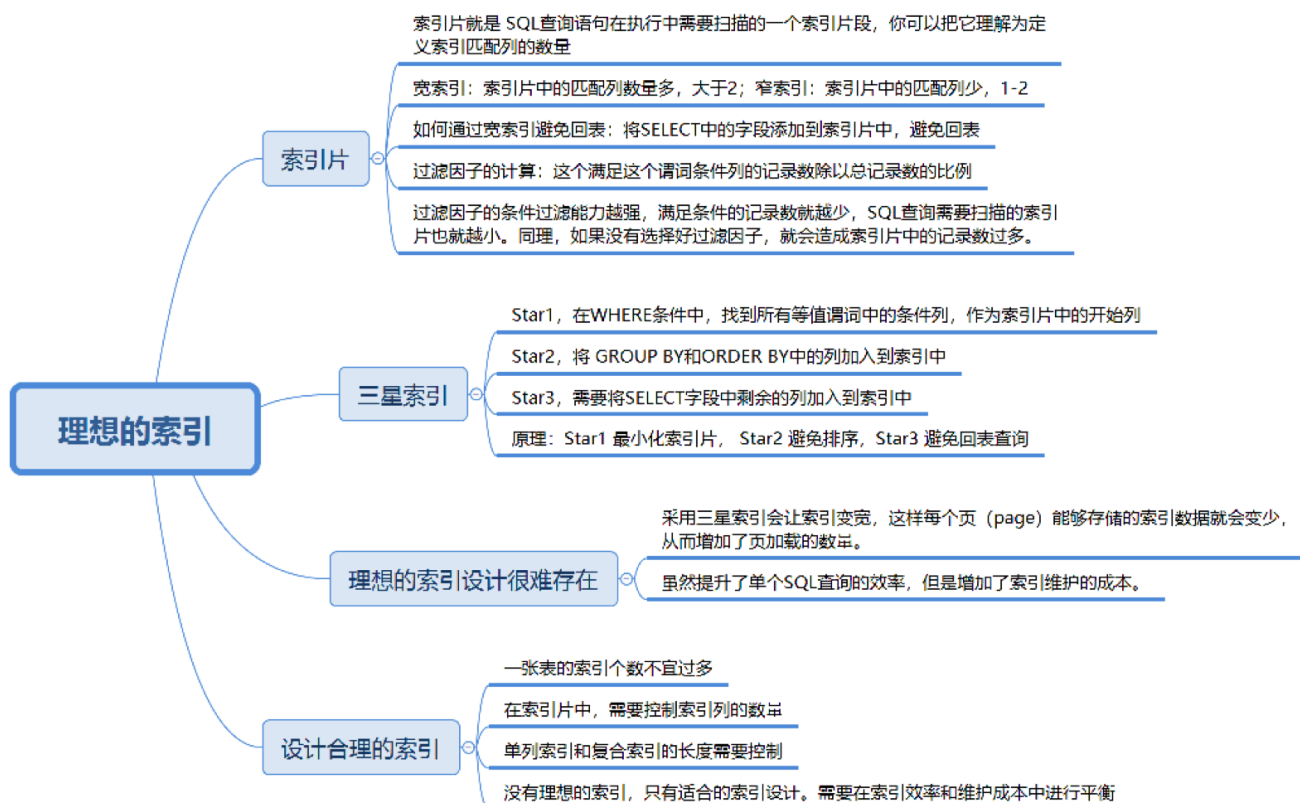 索引片就是 SQL查询语句在执行中需要扫描的一个索引片段，你可以把它理解为定
义索引匹配列的数量
宽索引：索引片中的匹配列数量多，大于2；窄索引：索引片中的匹配列少，1-2
如何通过宽索引避免回表：将SELECT中的字段添加到索引片中，避免回表
索引片
过滤因子的计算：这个满足这个谓词条件列的记录数除以总记录数的比例
过滤因子的条件过滤能力越强，满足条件的记录数就越少，SQL查询需要扫描的索引
片也就越小。同理，如果没有选择好过滤因子，就会造成索引片中的记录数过多。
Star1，在WHERE条件中，找到所有等值谓词中的条件列，作为索引片中的开始列
Star2，将 GROUP BY和ORDER BY中的列加入到索引中
三星索引
Star3，需要将SELECT字段中剩余的列加入到索引中
原理：Star1 最小化索引片， Star2 避免排序，Star3 避免回表查询
理想的索引
采用三星索引会让索引变宽，这样每个页（page）能够存储的索引数据就会变少，
从而增加了页加载的数量。
理想的索引设计很难存在
虽然提升了单个SQL查询的效率，但是增加了索引维护的成本。
一张表的索引个数不宜过多
在索引片中，需要控制索引列的数量
设计合理的索引
单列索引和复合索引的长度需要控制
没有理想的索引，只有适合的索引设计。需要在索引效率和维护成本中进行平衡